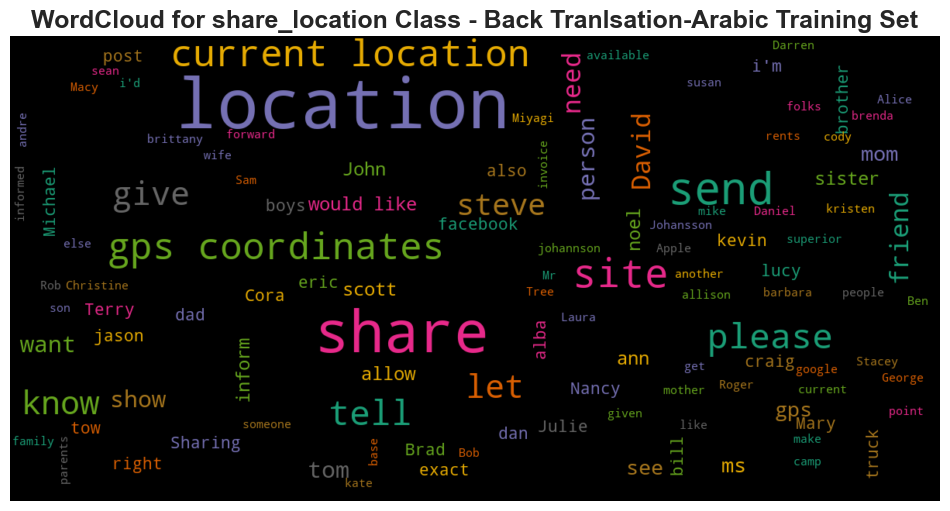 WordCloud for share_location Class - Back Tranlsation-Arabic Training Set
post
current location
Darren
available
i'm
sean
Macy
i'd
need
susan
brother
Alice
folks
brenda
location
Miyagi
andre
brittany
forward
wife
invoice
person
David
rents
cody
mom
informed
Michael
Sam
John
also
send
sister
give
boys
would like
steve
facebook
noel
mike
Daniel
kristen
friend
Johansson
else
gps coordinates
johannson
Apple
kevin
superior
Rob
Christine
eric
Mr
site
another
lucy
son
Terry
Cora
scott
Tree
allison
barbara
people
Ben
dad
share
alba
Laura
please
want
jason
inform
ann
craig
Stacey
allow
get
google
George
know
show
let
Nancy
mother
Roger
current
tow
tell
given
gps
point
someone
Julie
like
Mary
family
parents
Sharing
dan
make
truck
right
base
Brad
Bob
bill
tom
exact
see
ms
camp
kate